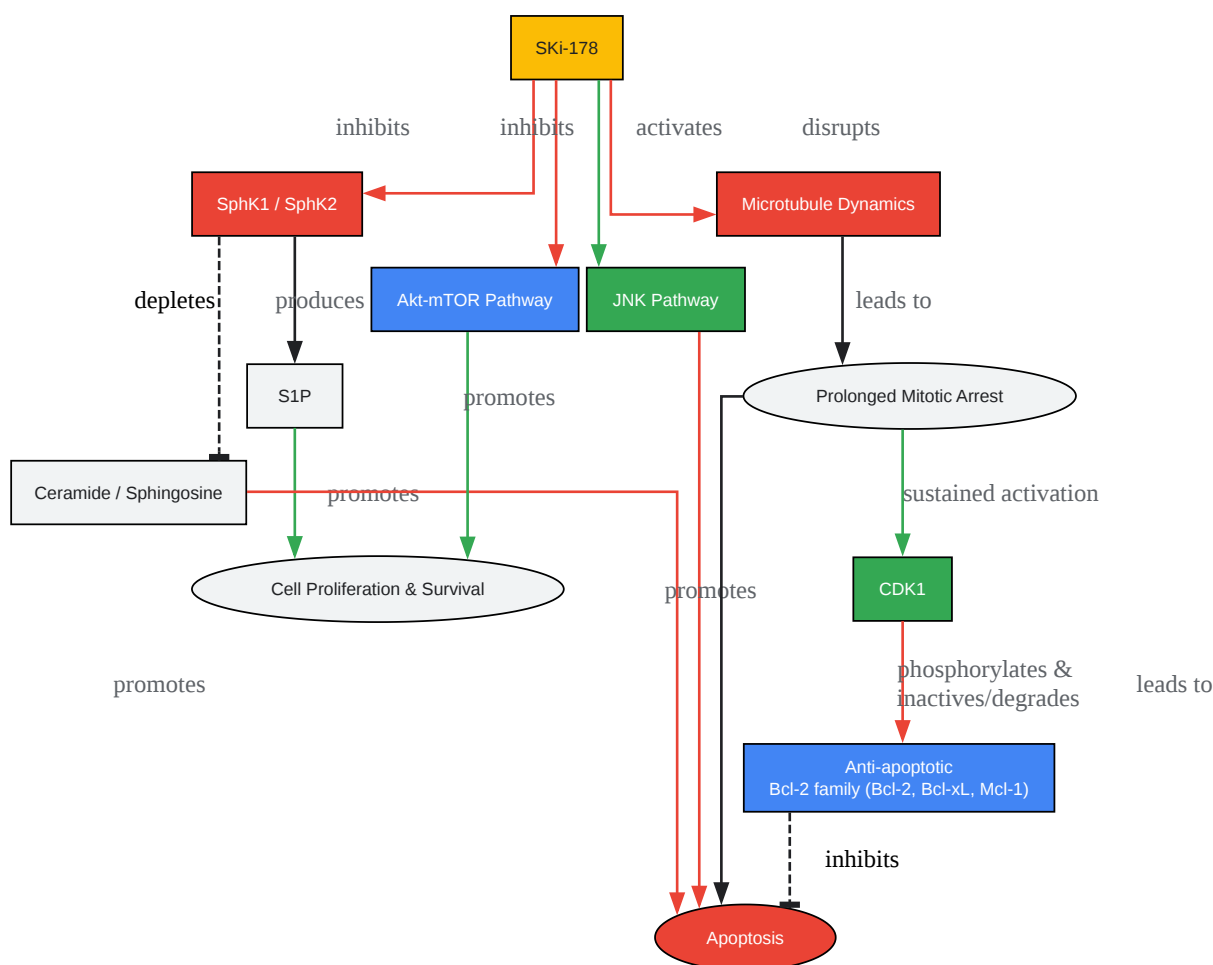 SKi-178
inhibits
inhibits
activates
disrupts
SphK1 / SphK2
Microtubule Dynamics
depletes
produces
Akt-mTOR Pathway
JNK Pathway
leads to
S1P
promotes
Prolonged Mitotic Arrest
Ceramide / Sphingosine
promotes
sustained activation
Cell Proliferation & Survival
promotes
CDK1
promotes
phosphorylates &
inactives/degrades
leads to
Anti-apoptotic
Bcl-2 family (Bcl-2, Bcl-xL, Mcl-1)
inhibits
Apoptosis